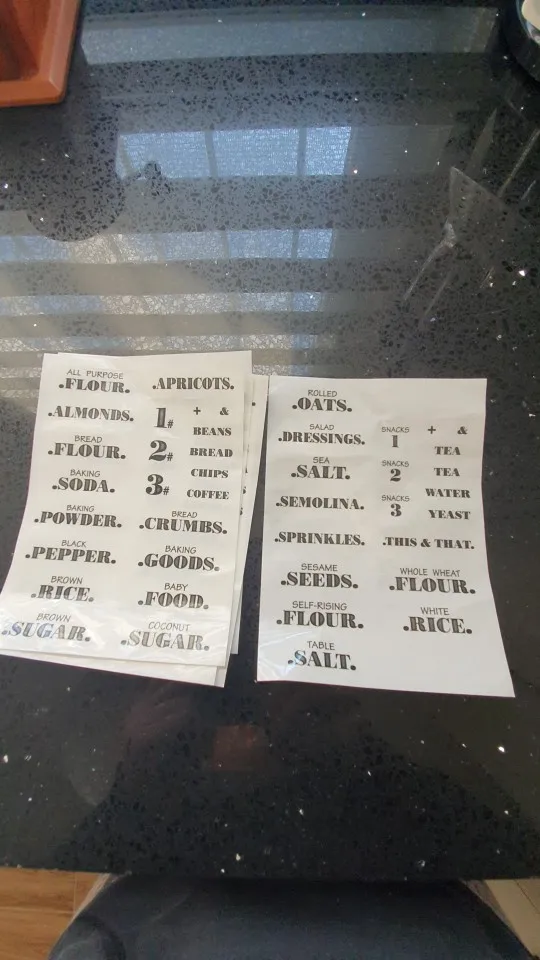 ALL PURPOSE
.FLOUR.
.ALMONDS.
BREAD
.FLOUR.
BAKING
.SODA.
BAKING
.POWDER.
BLACK
.PEPPER.
BROWN
.RICE.
BROWN
.SUGAR.
.APRICOTS.
1#
+ &
BEANS
2#
BREAD
CHIPS
3#
COFFEE
BREAD
.CRUMBS.
BAKING
.GOODS.
BABY
.FOOD.
COCONUT
.SUGAR.
ROLLED
.OATS.
SALAD
.DRESSINGS.
SEA
.SALT.
.SEMOLINA.
.SPRINKLES.
SESAME
.SEEDS.
SELF-RISING
.FLOUR.
TABLE
.SALT.
SNACKS
1
+ &
TEA
SNACKS
2
TEA
WATER
SNACKS
3
YEAST
.THIS & THAT.
WHOLE WHEAT
.FLOUR.
WHITE
.RICE.